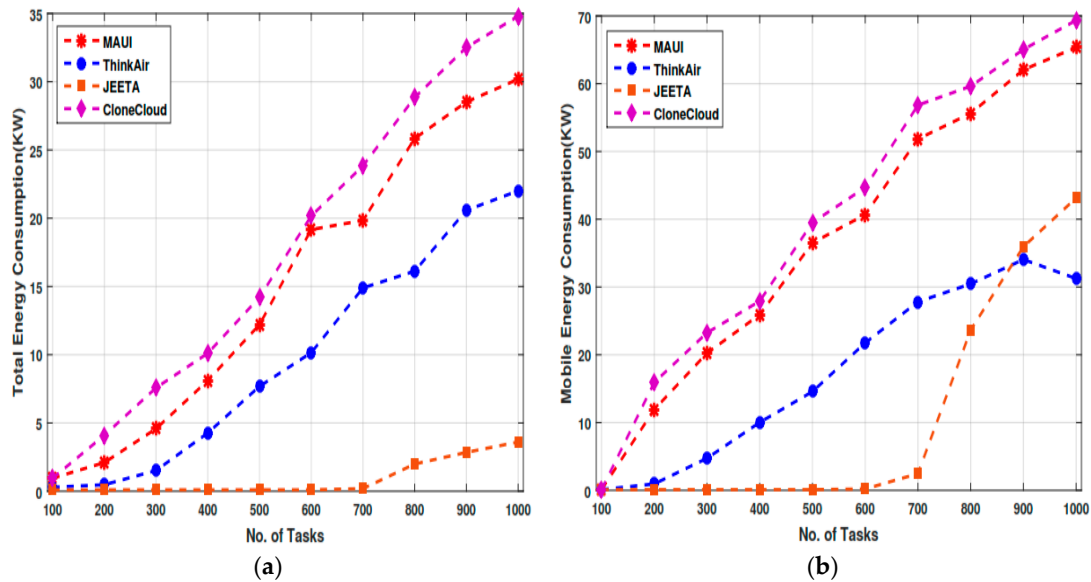 35
30
25
20
15
10
5
0
Total Energy Consumption(KW)
MAUI
ThinkAir
JEETA
CloneCloud
100 200 300 400 500 600 700 800 900 1000
No. of Tasks
(a)
70
60
50
40
30
20
10
0
Mobile Energy Consumption(KW)
MAUI
ThinkAir
JEETA
CloneCloud
100 200 300 400 500 600 700 800 900 1000
No. of Tasks
(b)